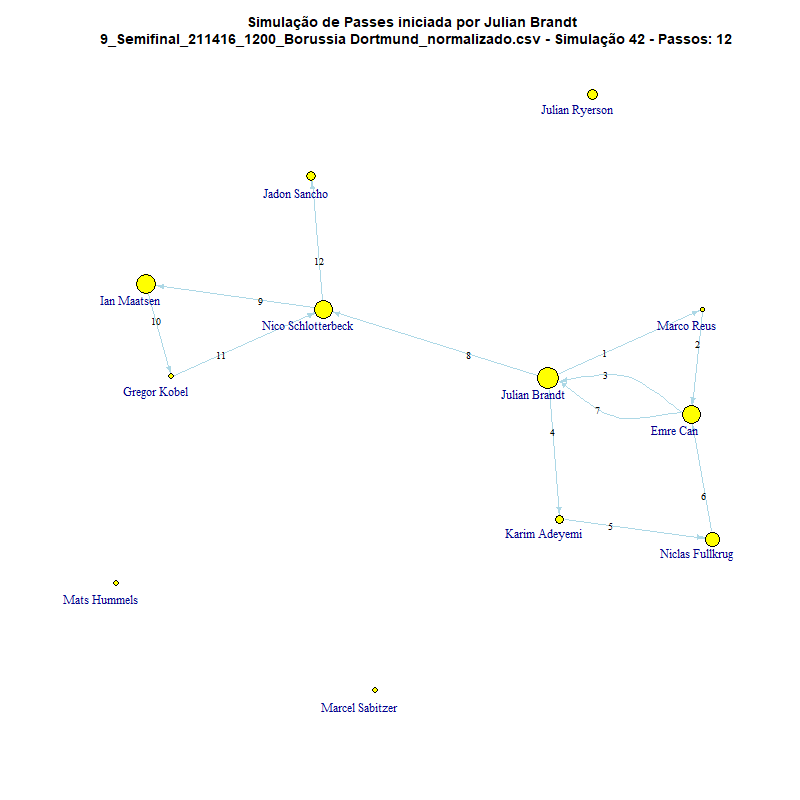 Simulação de Passes iniciada por Julian Brandt
9_Semifinal_211416_1200_Borussia Dortmund_normalizado.csv - Simulação 42 - Passos: 12
Julian Ryerson
Jadon Sancho
12
Ian Maatsen
9
Nico Schlotterbeck
10
11
Gregor Kobel
Marco Reus
1
2
8
3
Julian Brandt
7
Emre Can
4
6
5
Karim Adeyemi
Niclas Fullkrug
Mats Hummels
Marcel Sabitzer